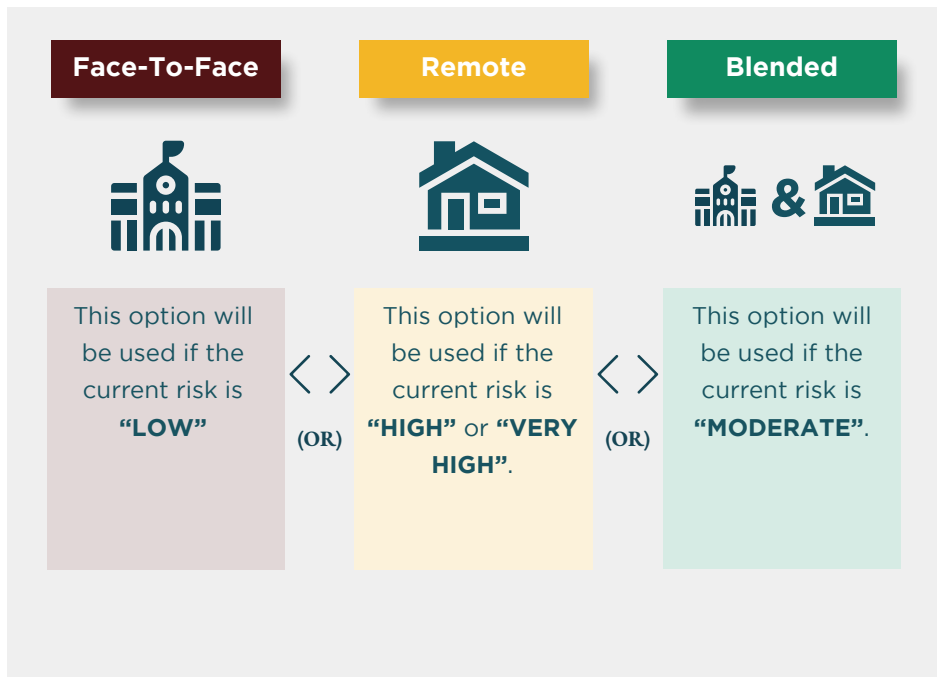 Face-To-Face
Remote
Blended
&
This option will
be used if the
current risk is
“LOW”
(OR)
This option will
be used if the
current risk is
“HIGH” or “VERY
HIGH”.
(OR)
This option will
be used if the
current risk is
“MODERATE”.